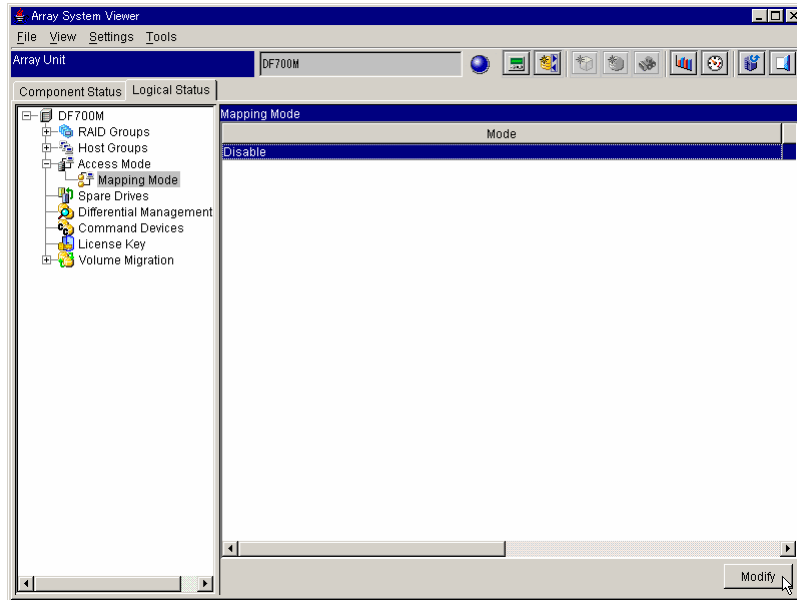 Array System Viewer
File View Settings Tools
Array Unit
DF700M
Component Status Logical Status
DF700M
RAID Groups
Host Groups
Access Mode
Mapping Mode
Spare Drives
Differential Management
Command Devices
License Key
Volume Migration
Mapping Mode
Mode
Disable
Modify